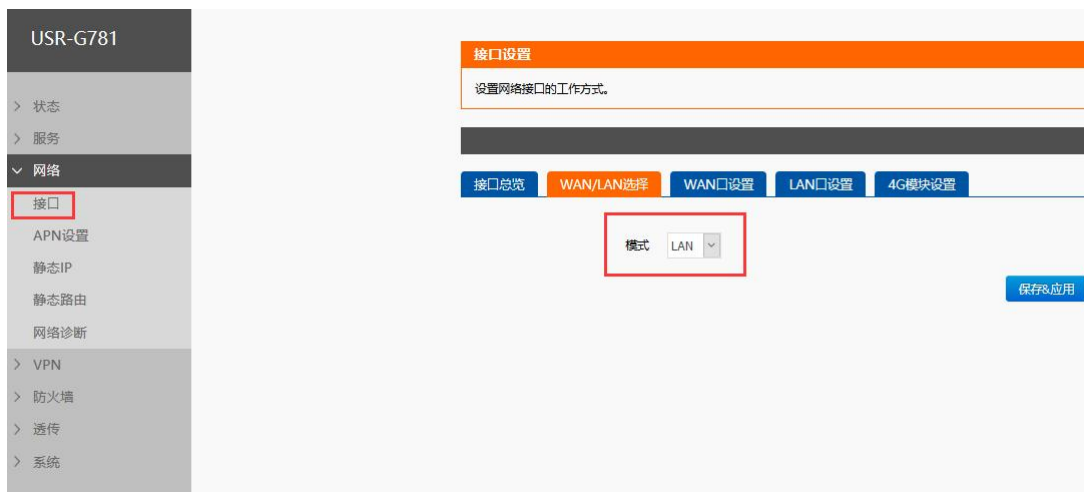 USR-G781
状态
服务
网络
接口
APN设置
静态IP
静态路由
网络诊断
VPN
防火墙
透传
系统
接口设置
设置网络接口的工作方式。
接口总览 WAN/LAN选择 WAN口设置 LAN口设置 4G模块设置
模式 LAN
保存&应用